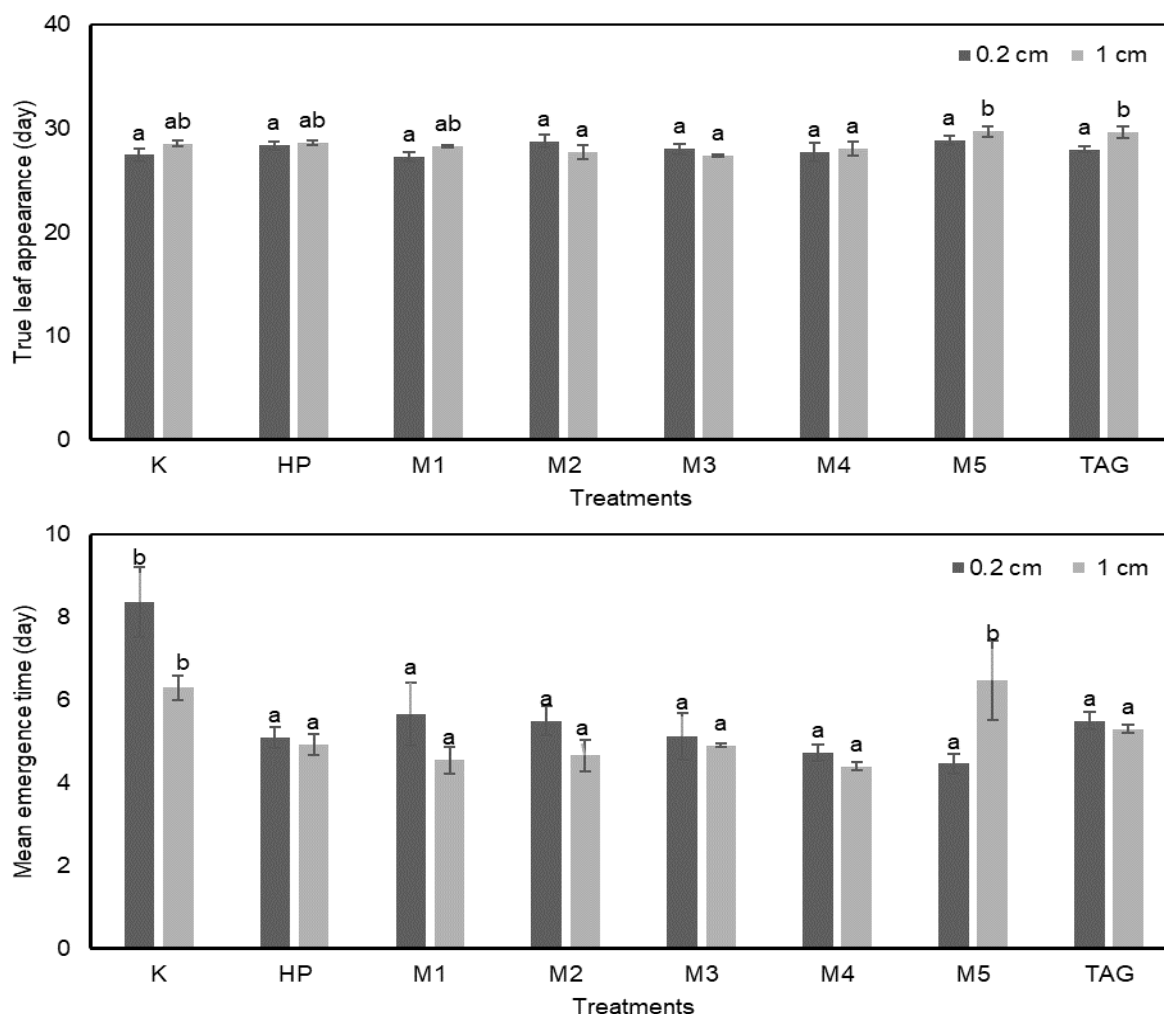 40
0.2 cm 1 cm
a ab a ab a ab a a a a a a a b a b
30
True leaf appearance (day)
20
10
0
K HP M1 M2 M3 M4 M5 TAG
Treatments
10
0.2 cm 1 cm
b b a a a a a a a a a a a b a a
8
Mean emergence time (day)
6
4
2
0
K HP M1 M2 M3 M4 M5 TAG
Treatments